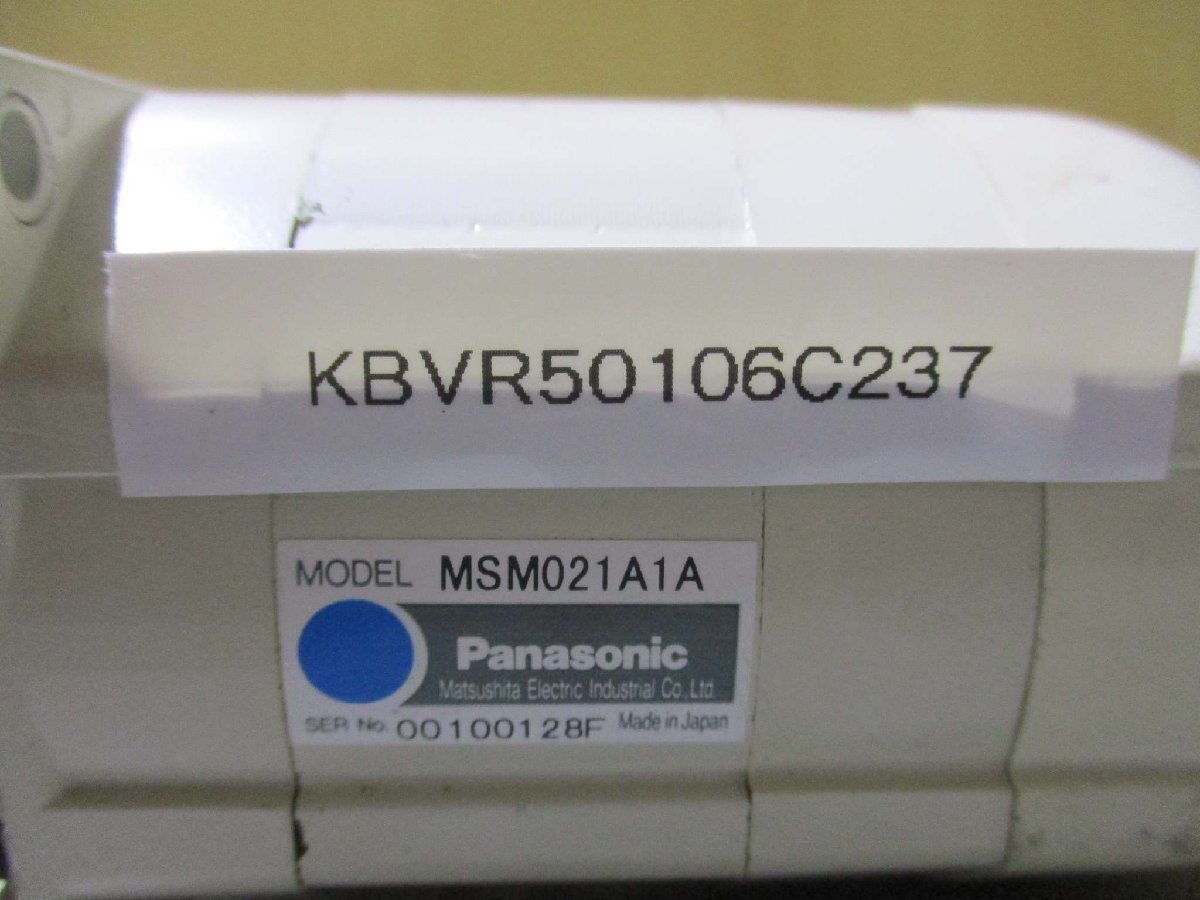 KBVR50106C237
MODEL MSM021A1A
Panasonic
Matsushita Electric Industrial Co., Ltd.
SER No. 00100128F Made in Japan